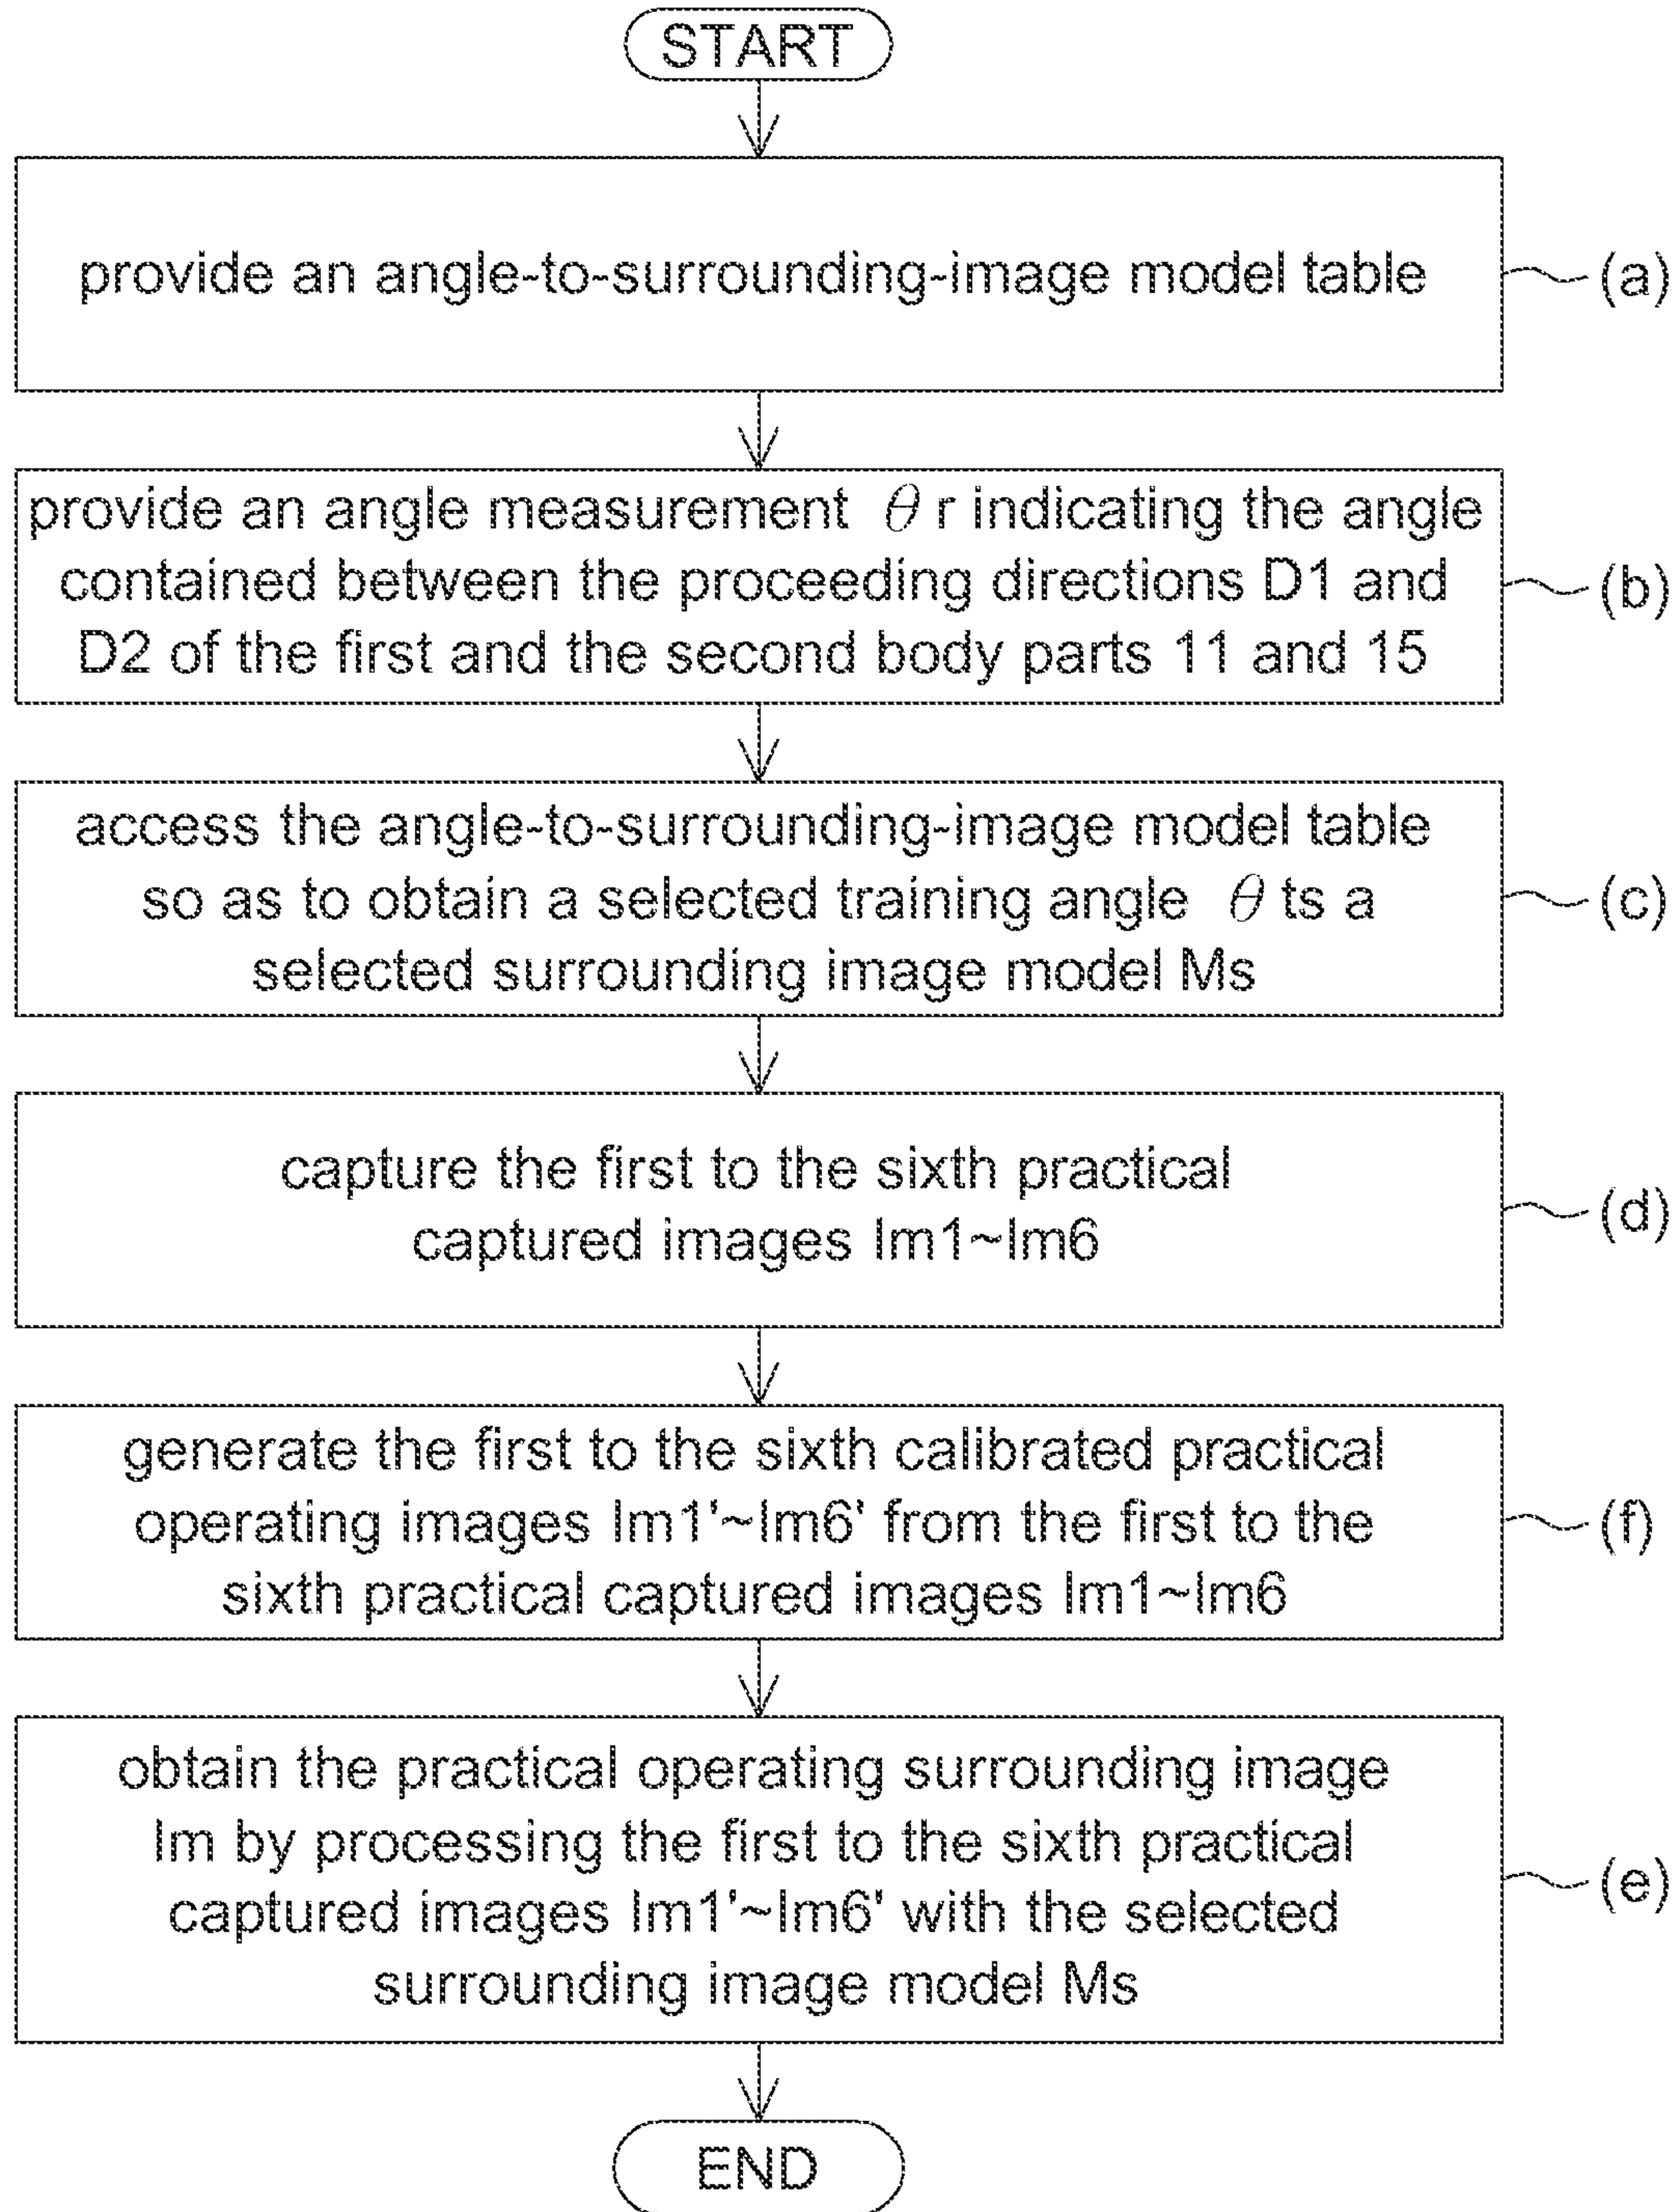 START
provide an angle-to-surrounding-image model table
(a)
provide an angle measurement θr indicating the angle
contained between the proceeding directions D1 and
D2 of the first and the second body parts 11 and 15
(b)
access the angle-to-surrounding-image model table
so as to obtain a selected training angle θts a
selected surrounding image model Ms
(c)
capture the first to the sixth practical
captured images Im1~Im6
(d)
generate the first to the sixth calibrated practical
operating images Im1'~Im6' from the first to the
sixth practical captured images Im1~Im6
(f)
obtain the practical operating surrounding image
Im by processing the first to the sixth practical
captured images Im1'~Im6' with the selected
surrounding image model Ms
(e)
END